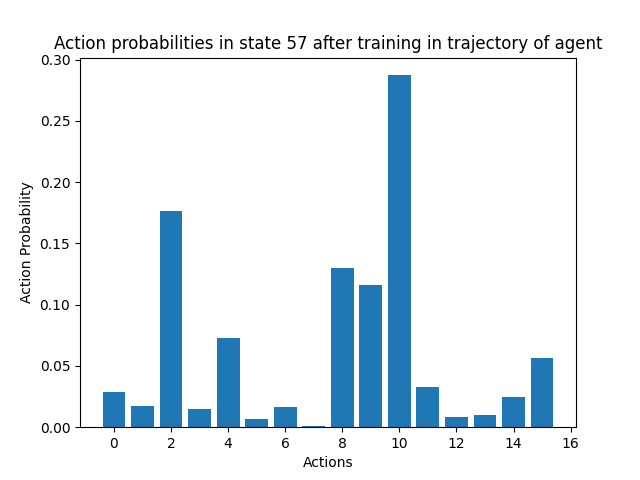 Action probabilities in state 57 after training in trajectory of agent
0.30
0.25
0.20
0.15
0.10
0.05
0.00
Action Probability
0 2 4 6 8 10 12 14 16
Actions